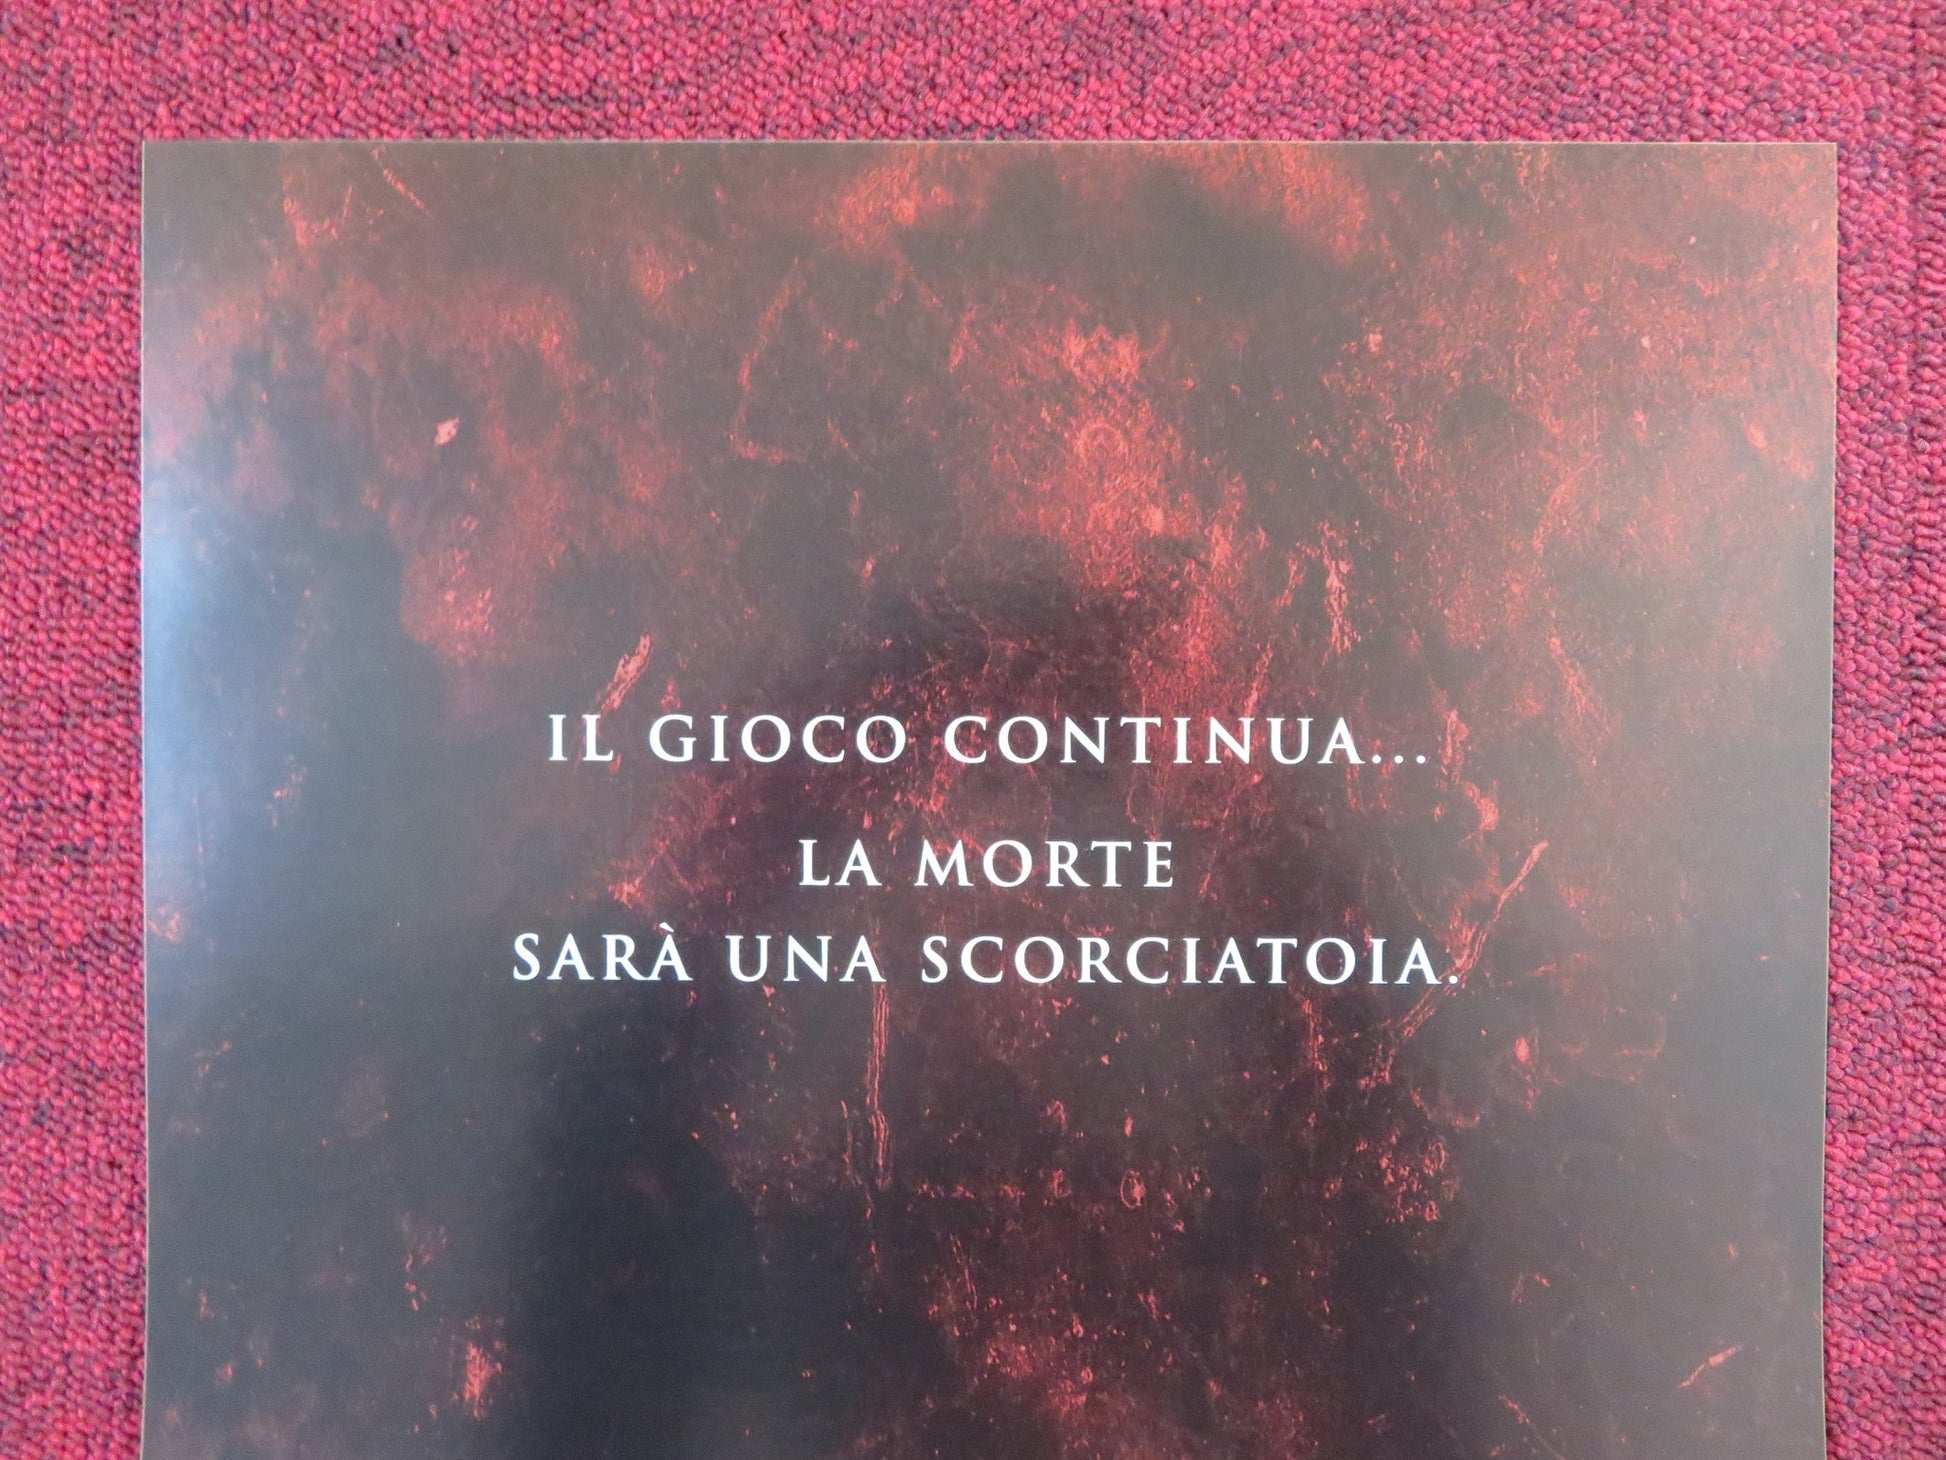 IL GIOCO CONTINUA...
LA MORTE
SARÀ UNA SCORCIATOIA.